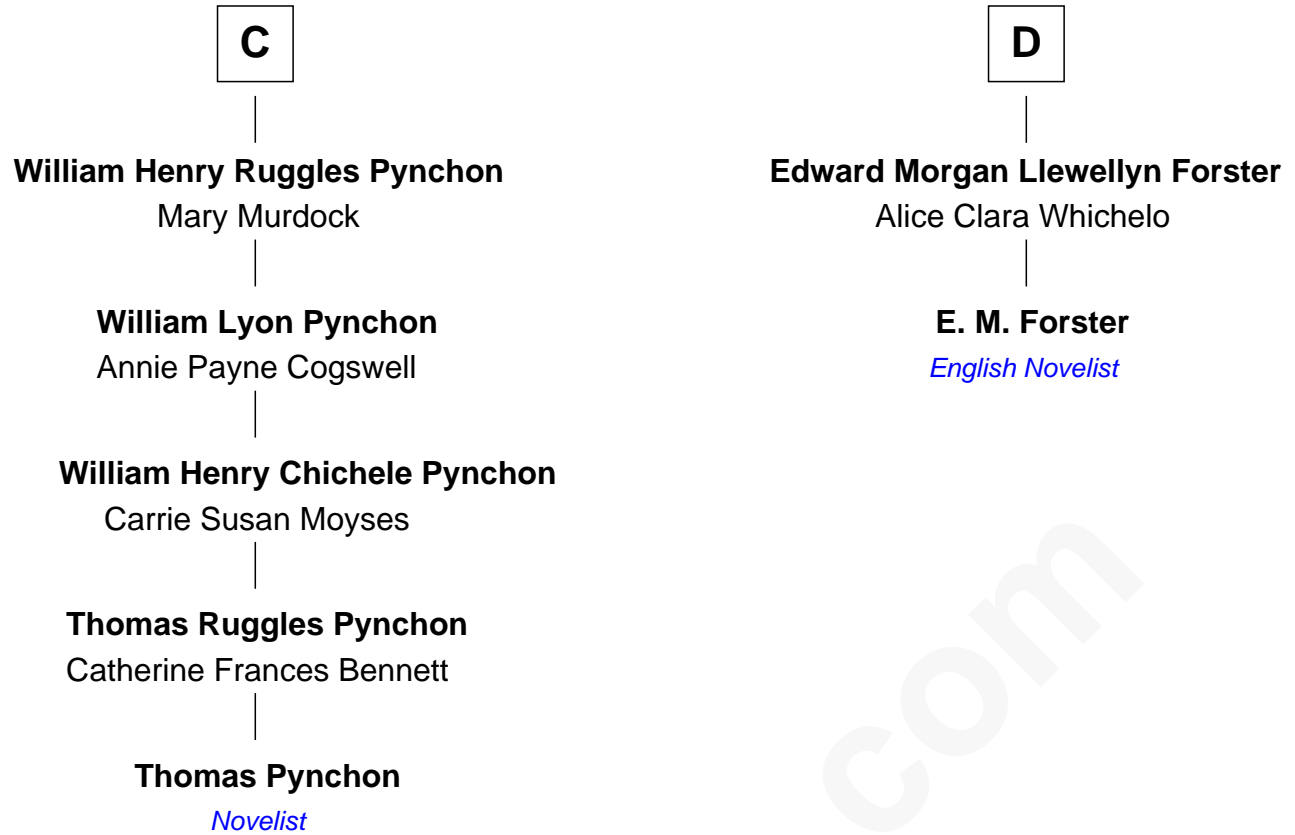 C
William Henry Ruggles Pynchon
Mary Murdock
William Lyon Pynchon
Annie Payne Cogswell
William Henry Chichele Pynchon
Carrie Susan Moyses
Thomas Ruggles Pynchon
Catherine Frances Bennett
Thomas Pynchon
Novelist
D
Edward Morgan Llewellyn Forster
Alice Clara Whichelo
E. M. Forster
English Novelist
com